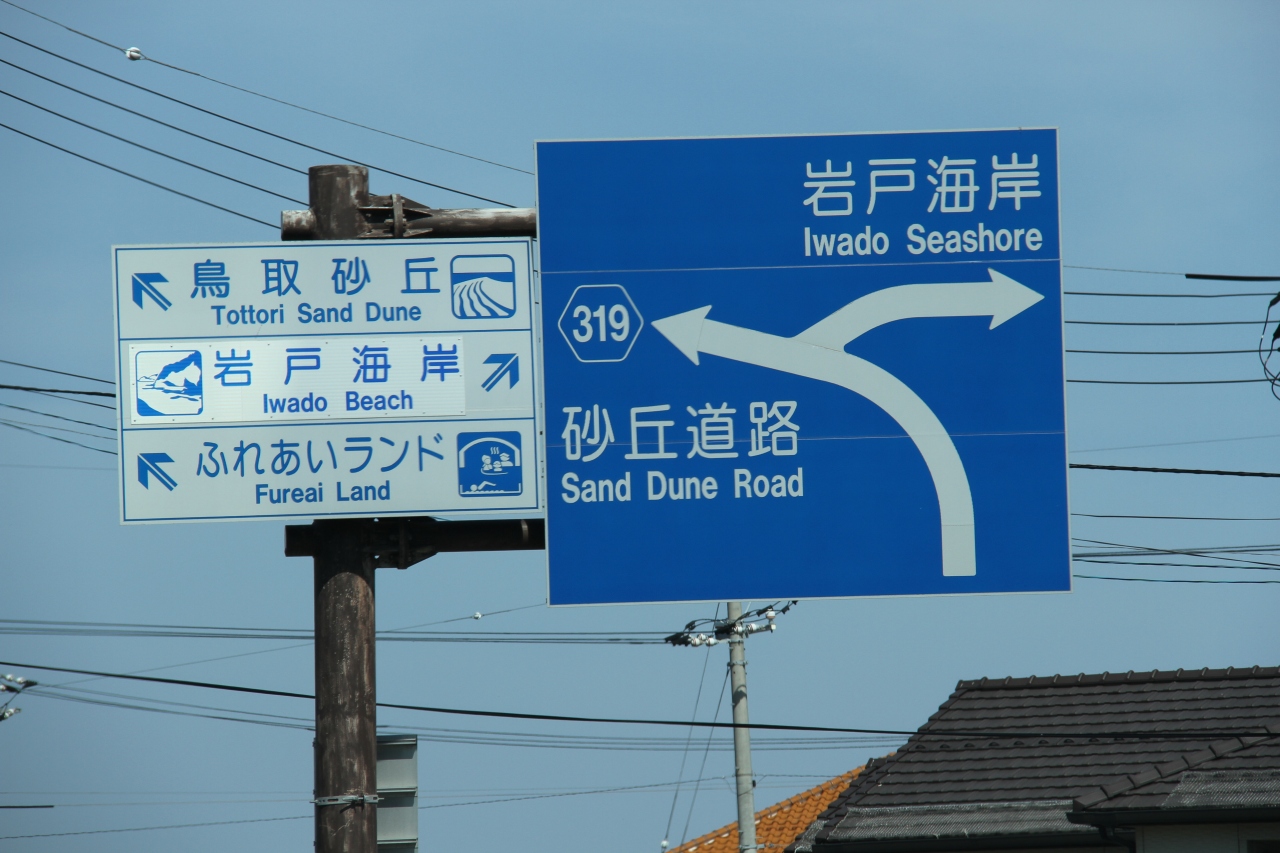 鳥取砂丘
Tottori Sand Dune
岩戸海岸
Iwado Beach
ふれあいランド
Fureai Land
岩戸海岸
Iwado Seashore
319
砂丘道路
Sand Dune Road